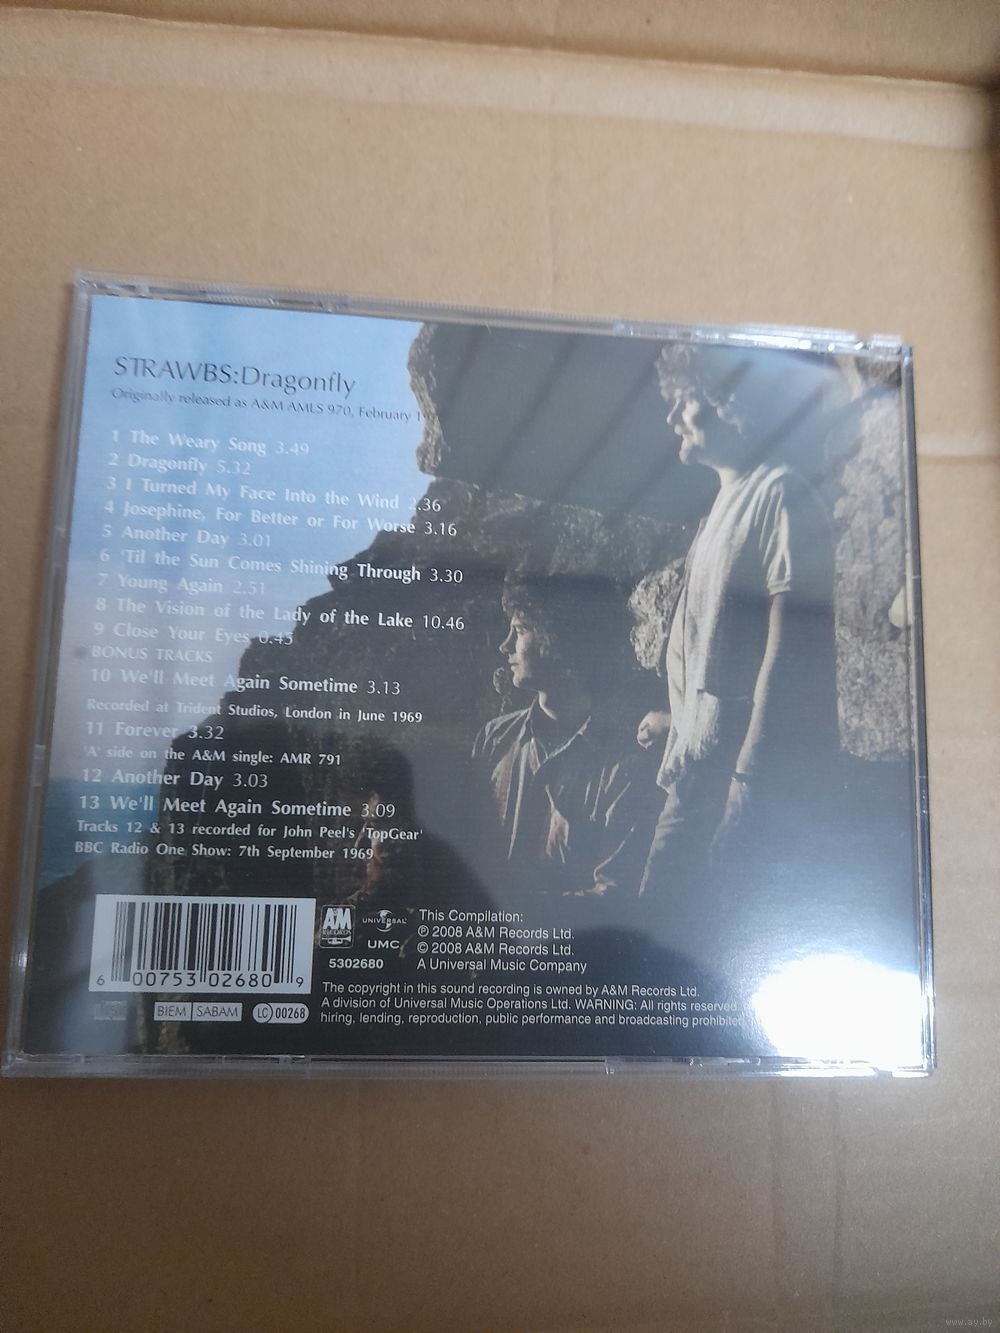 STRAWBS:Dragonfly
Originally released as A&M AMLS 970, February
1 The Weary Song 3.49
2 Dragonfly 5.32
3 I Turned My Face Into the Wind 2.36
4 Josephine, For Better or For Worse 3.16
5 Another Day 3.01
6 'Til the Sun Comes Shining Through 3.30
7 Young Again 2.51
8 The Vision of the Lady of the Lake 10.46
9 Close Your Eyes 0.45
BONUS TRACKS
10 We'll Meet Again Sometime 3.13
Recorded at Trident Studios, London in June 1969
11 Forever 3.32
'A' side on the A&M single: AMR 791
12 Another Day 3.03
13 We'll Meet Again Sometime 3.09
Tracks 12 & 13 recorded for John Peel's 'TopGear'
BBC Radio One Show: 7th September 1969
6 00753 02680 9
BIEM SABAM
LC 00268
A&M
RECORDS
UNIVERSAL
UMC
5302680
This Compilation:
℗ 2008 A&M Records Ltd.
© 2008 A&M Records Ltd.
A Universal Music Company
The copyright in this sound recording is owned by A&M Records Ltd.
A division of Universal Music Operations Ltd. WARNING: All rights reserved.
hiring, lending, reproduction, public performance and broadcasting prohibited
www.ay.by